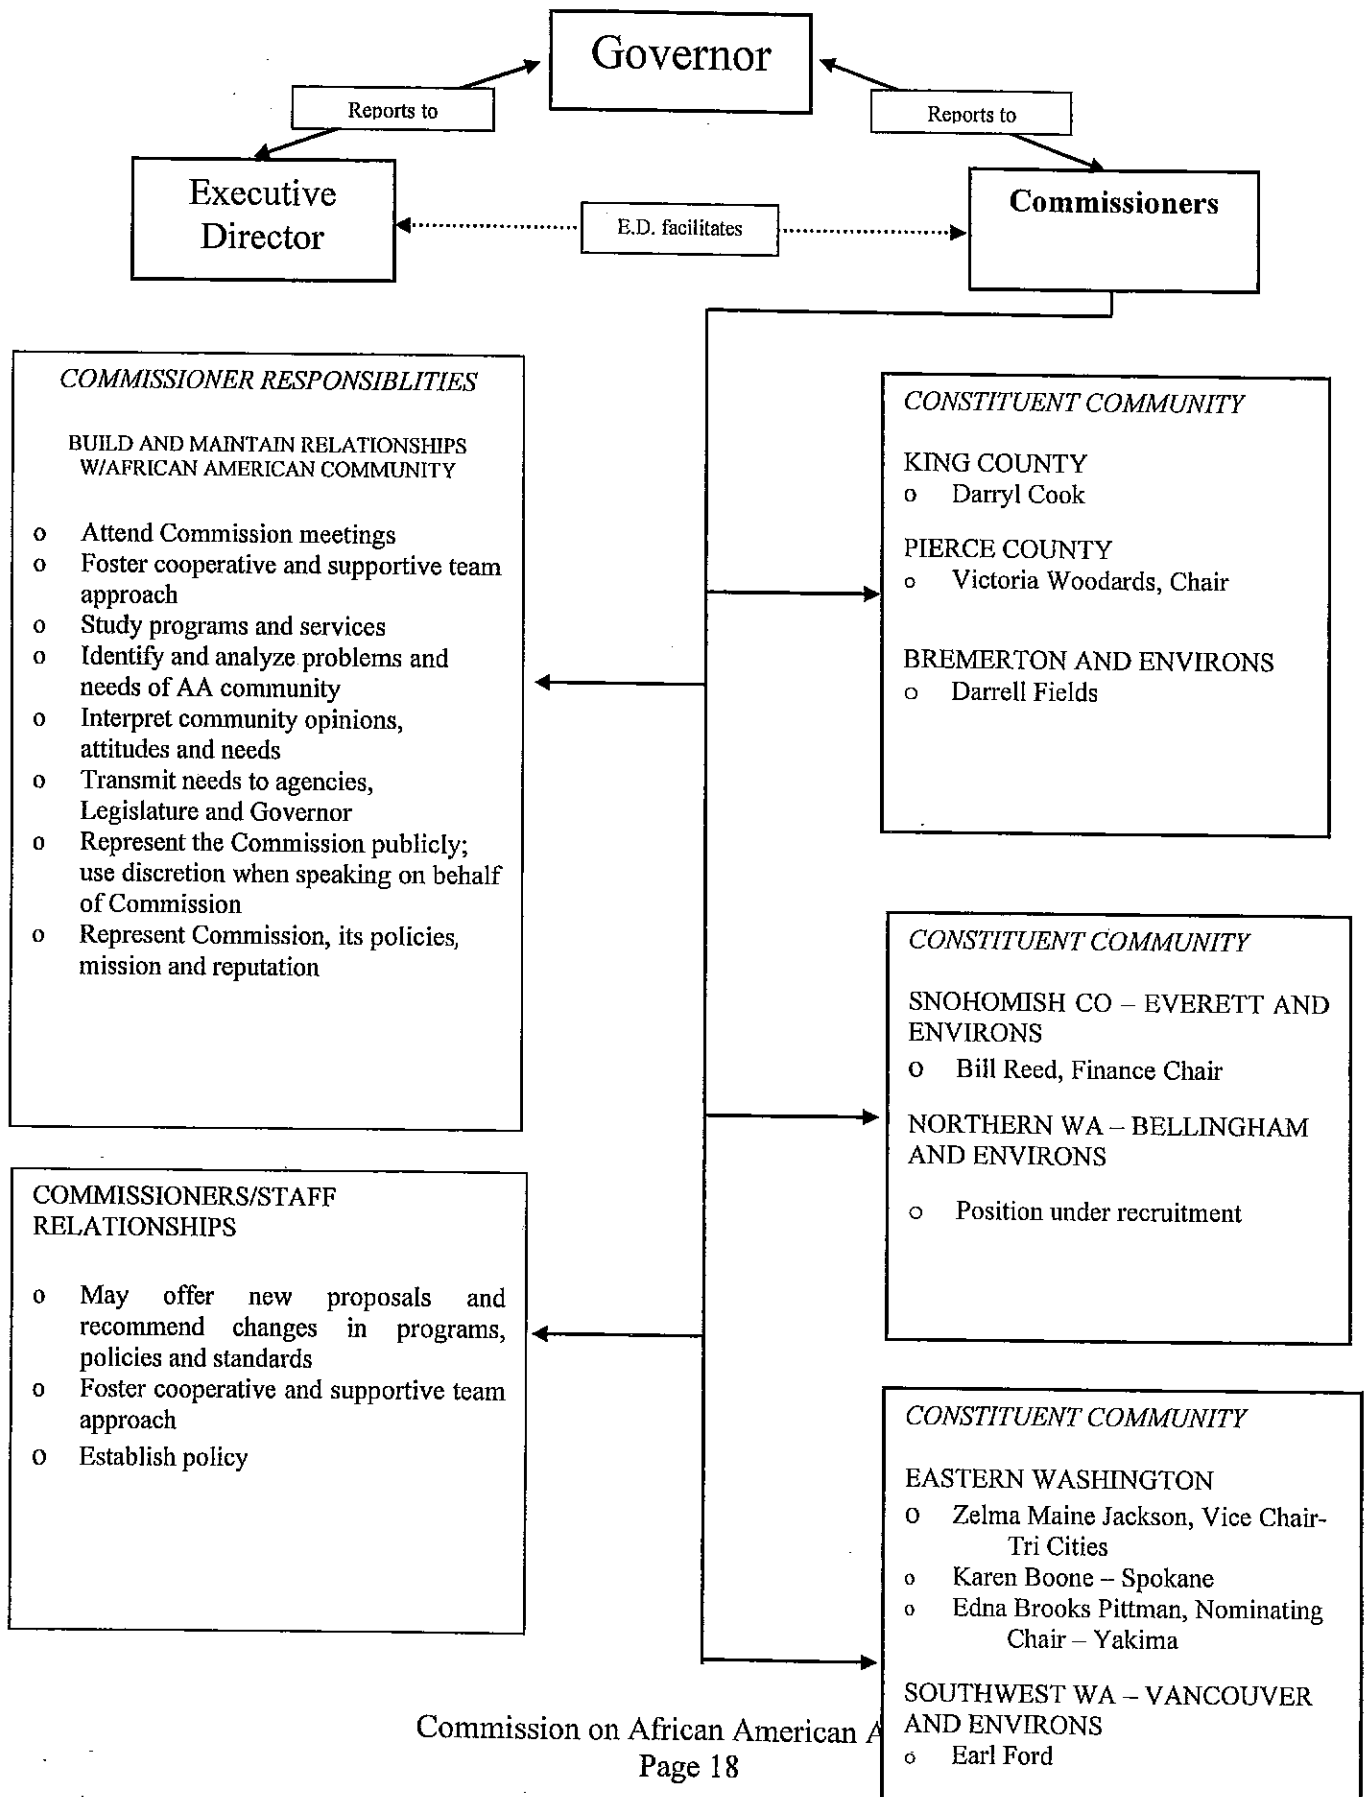 Governor
Reports to
Reports to
Executive
Director
E.D. facilitates
Commissioners
COMMISSIONER RESPONSIBLITIES
BUILD AND MAINTAIN RELATIONSHIPS
W/AFRICAN AMERICAN COMMUNITY
o Attend Commission meetings
o Foster cooperative and supportive team
approach
o Study programs and services
o Identify and analyze problems and
needs of AA community
o Interpret community opinions,
attitudes and needs
o Transmit needs to agencies,
Legislature and Governor
o Represent the Commission publicly;
use discretion when speaking on behalf
of Commission
o Represent Commission, its policies,
mission and reputation
COMMISSIONERS/STAFF
RELATIONSHIPS
o May offer new proposals and
recommend changes in programs,
policies and standards
o Foster cooperative and supportive team
approach
o Establish policy
CONSTITUENT COMMUNITY
KING COUNTY
o Darryl Cook
PIERCE COUNTY
o Victoria Woodards, Chair
BREMERTON AND ENVIRONS
o Darrell Fields
CONSTITUENT COMMUNITY
SNOHOMISH CO – EVERETT AND
ENVIRONS
o Bill Reed, Finance Chair
NORTHERN WA – BELLINGHAM
AND ENVIRONS
o Position under recruitment
CONSTITUENT COMMUNITY
EASTERN WASHINGTON
o Zelma Maine Jackson, Vice Chair-
Tri Cities
o Karen Boone – Spokane
o Edna Brooks Pittman, Nominating
Chair – Yakima
SOUTHWEST WA – VANCOUVER
AND ENVIRONS
o Earl Ford
Commission on African American A
Page 18